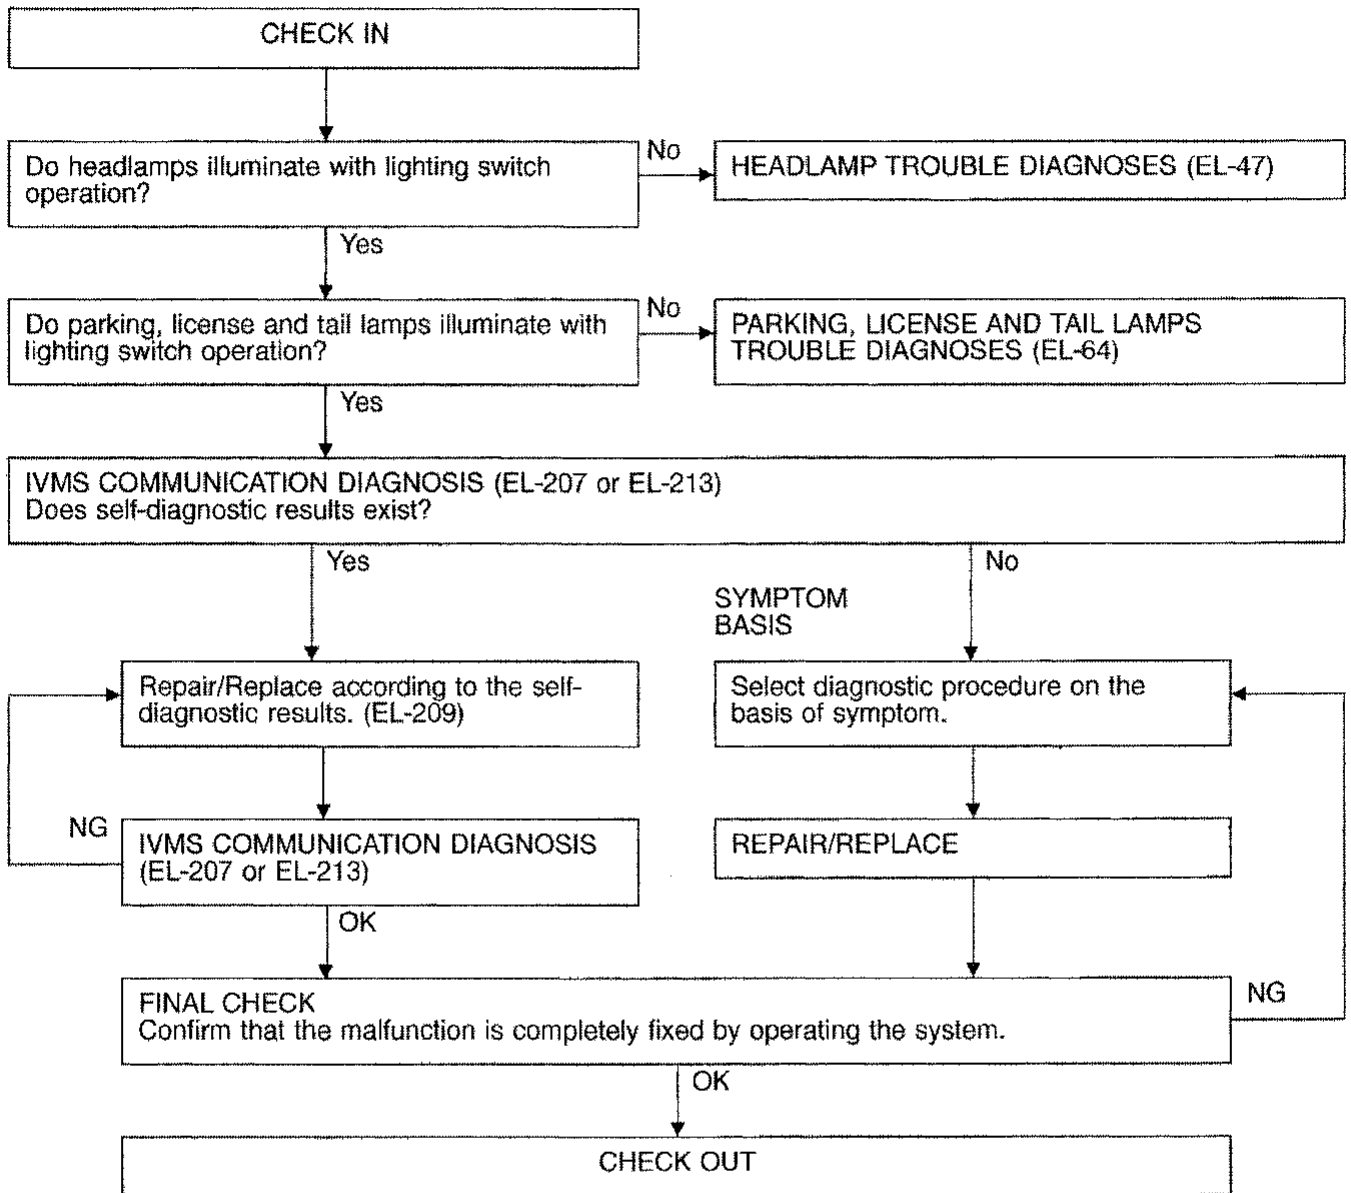 CHECK IN
Do headlamps illuminate with lighting switch
operation?
No
HEADLAMP TROUBLE DIAGNOSES (EL-47)
Yes
Do parking, license and tail lamps illuminate with
lighting switch operation?
No
PARKING, LICENSE AND TAIL LAMPS
TROUBLE DIAGNOSES (EL-64)
Yes
IVMS COMMUNICATION DIAGNOSIS (EL-207 or EL-213)
Does self-diagnostic results exist?
Yes
No
SYMPTOM
BASIS
Repair/Replace according to the self-
diagnostic results. (EL-209)
Select diagnostic procedure on the
basis of symptom.
NG
IVMS COMMUNICATION DIAGNOSIS
(EL-207 or EL-213)
REPAIR/REPLACE
OK
FINAL CHECK
Confirm that the malfunction is completely fixed by operating the system.
NG
OK
CHECK OUT